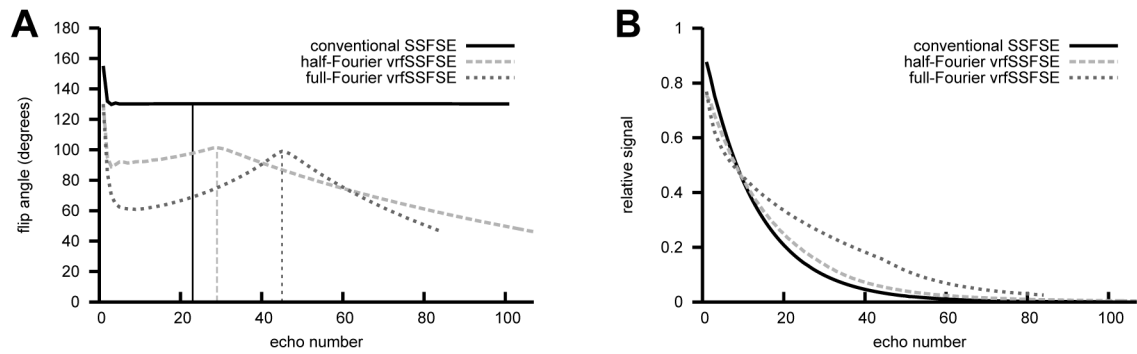 A
180
160
140
120
100
80
60
40
20
0
flip angle (degrees)
conventional SSFSE
half-Fourier vrfSSFSE
full-Fourier vrfSSFSE
0 20 40 60 80 100
echo number
B
1
0.8
0.6
0.4
0.2
0
relative signal
conventional SSFSE
half-Fourier vrfSSFSE
full-Fourier vrfSSFSE
0 20 40 60 80 100
echo number